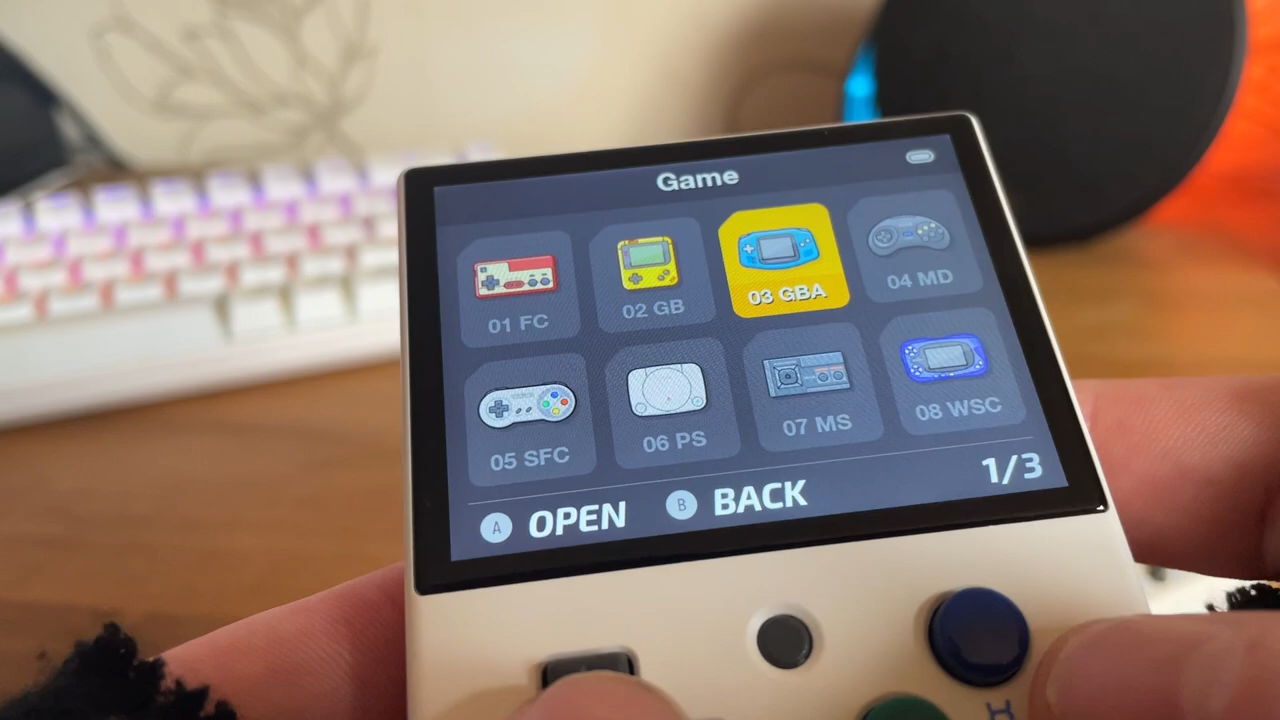 Game
01 FC
02 GB
03 GBA
04 MD
05 SFC
06 PS
07 MS
08 WSC
A OPEN B BACK 1/3